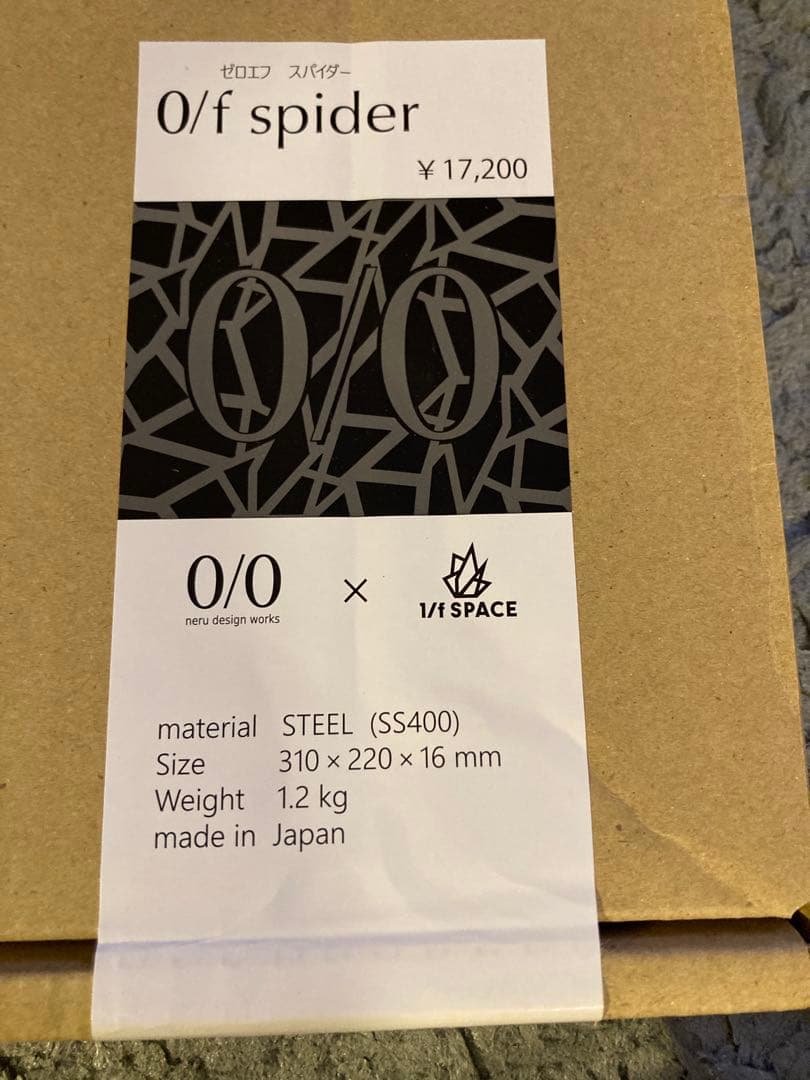 ゼロエフ　スパイダー
0/f spider
¥ 17,200
0/0
0/0 × 1/f SPACE
neru design works
material STEEL (SS400)
Size 310 × 220 × 16 mm
Weight 1.2 kg
made in Japan